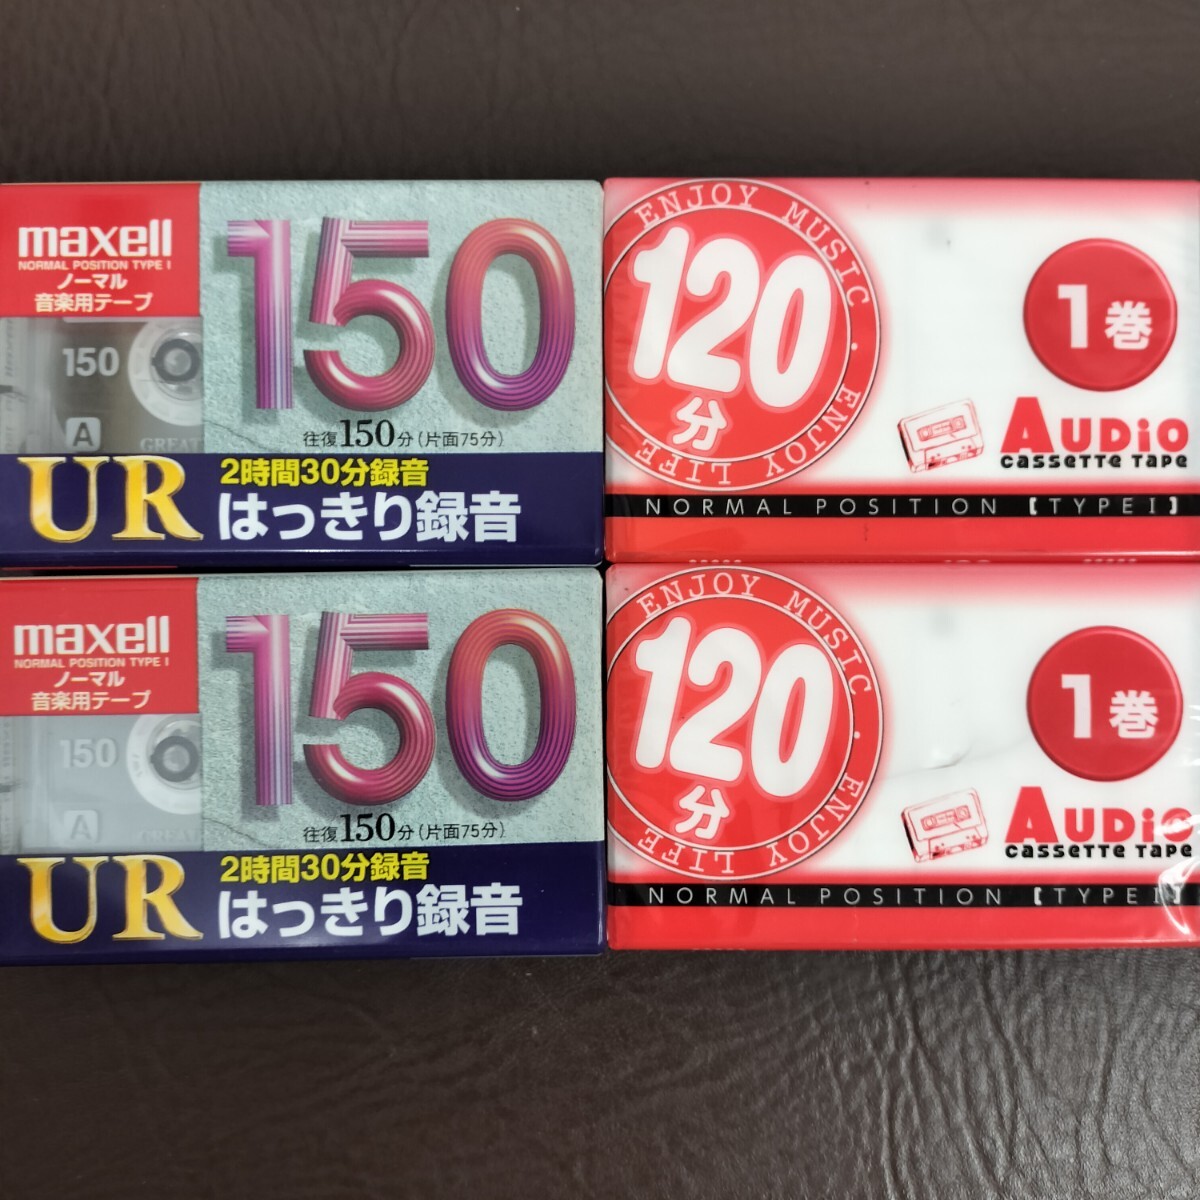 maxell
NORMAL POSITION TYPE I
ノーマル
音楽用テープ
150
A
150
往復150分(片面75分)
UR
2時間30分録音
はっきり録音
ENJOY MUSIC · ENJOY LIFE
120
分
1巻
AUDiO
CASSETTE TAPE
NORMAL POSITION 【TYPEⅠ】
maxell
NORMAL POSITION TYPE I
ノーマル
音楽用テープ
150
A
150
往復150分(片面75分)
UR
2時間30分録音
はっきり録音
ENJOY MUSIC · ENJOY LIFE
120
分
1巻
AUDiO
CASSETTE TAPE
NORMAL POSITION 【TYPEⅠ】